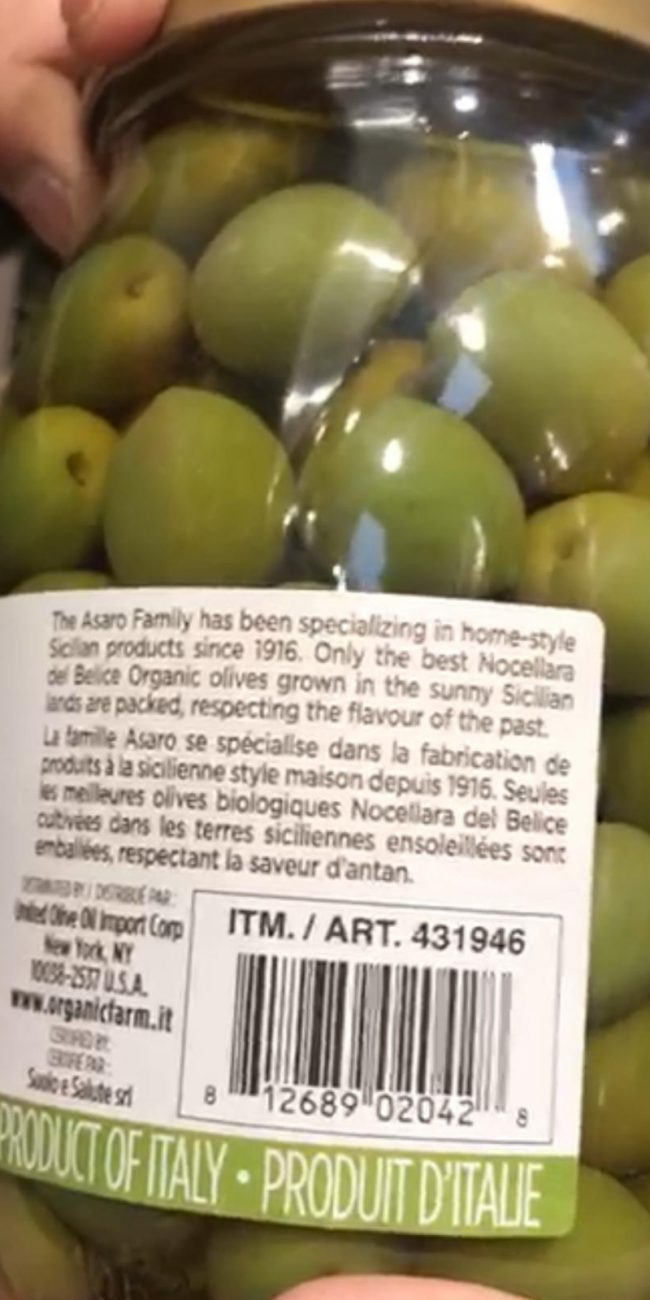 The Asaro Family has been specializing in home-style
Sicilian products since 1916. Only the best Nocellara
del Belice Organic olives grown in the sunny Sicilian
lands are packed, respecting the flavour of the past.
La famille Asaro se spécialise dans la fabrication de
produits à la sicilienne style maison depuis 1916. Seules
les meilleures olives biologiques Nocellara del Belice
cultivées dans les terres siciliennes ensoleillées sont
emballées, respectant la saveur d'antan.
DISTRIBUTED BY / DISTRIBUÉ PAR:
United Olive Oil Import Corp
New York, NY
10038-2537 U.S.A.
www.organicfarm.it
CERTIFIED BY:
CERTIFIÉ PAR:
Suolo e Salute srl
ITM. / ART. 431946
8 12689 02042 8
PRODUCT OF ITALY • PRODUIT D'ITALIE